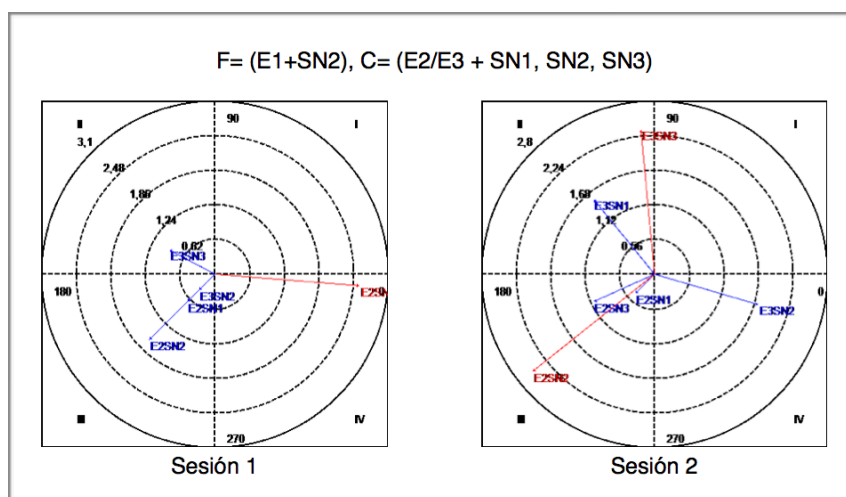 F= (E1+SN2), C= (E2/E3 + SN1, SN2, SN3)
II
90
I
3,1
2,48
1,86
1,24
0,62
E3SN3
180
E3SN2
E2SN1
E2SN2
III
IV
270
Sesión 1
II
90
I
2,8
E3SN3
2,24
1,68
E3SN1
1,12
0,56
180
0
E2SN1
E2SN3
E3SN2
E2SN2
III
IV
270
Sesión 2